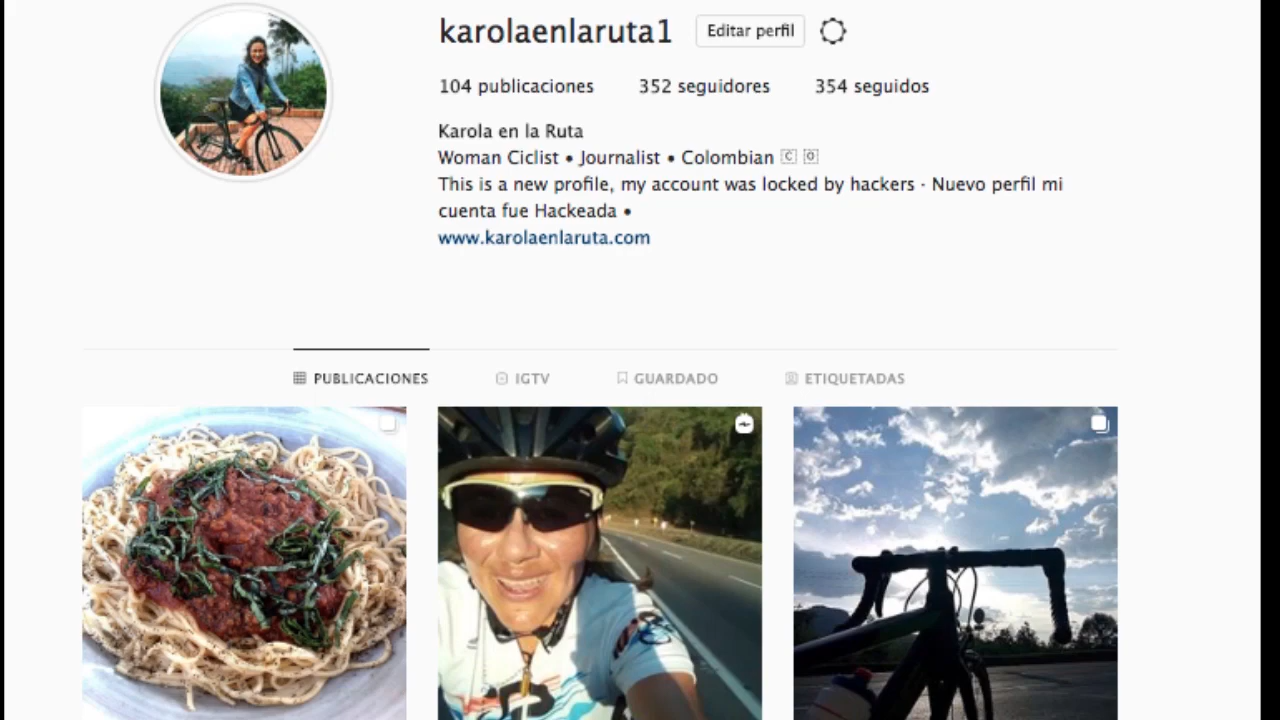 karolaenlaruta1 Editar perfil
104 publicaciones 352 seguidores 354 seguidos
Karola en la Ruta
Woman Ciclist • Journalist • Colombian 🄲 🄾
This is a new profile, my account was locked by hackers · Nuevo perfil mi
cuenta fue Hackeada •
www.karolaenlaruta.com
PUBLICACIONES IGTV GUARDADO ETIQUETADAS